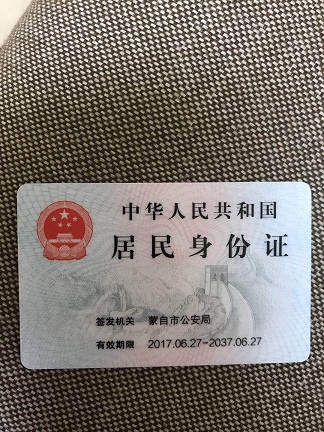 中华人民共和国
居民身份证
签发机关 蒙自市公安局
有效期限 2017.06.27-2037.06.27